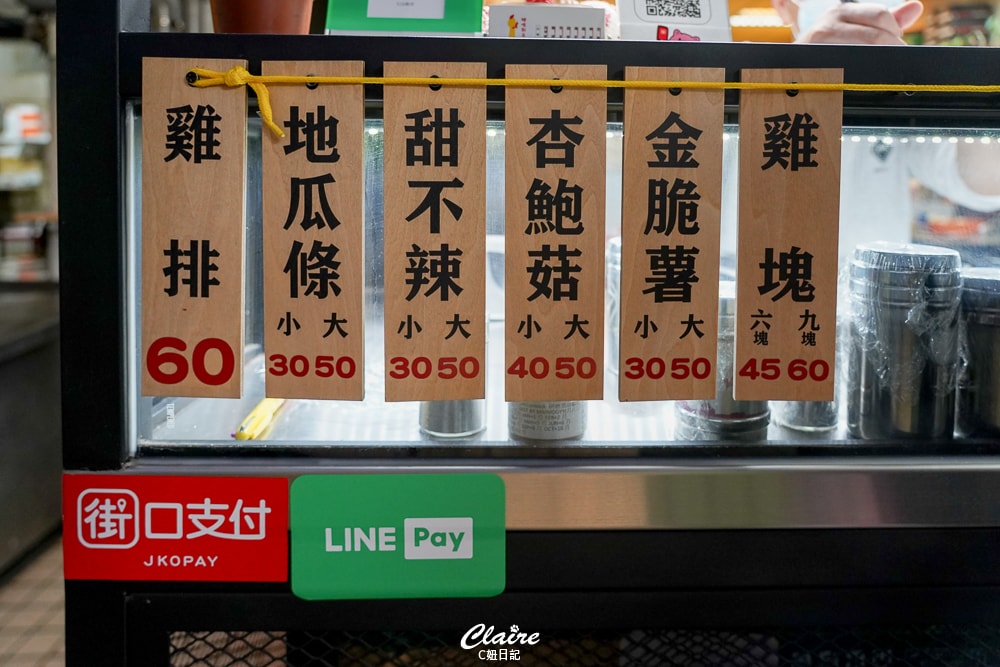 雞排
60
地瓜條
小 大
30 50
甜不辣
小 大
30 50
杏鮑菇
小 大
40 50
金脆薯
小 大
30 50
雞塊
六塊 九塊
45 60
街口支付
JKOPAY
LINE Pay
Claire
C妞日記